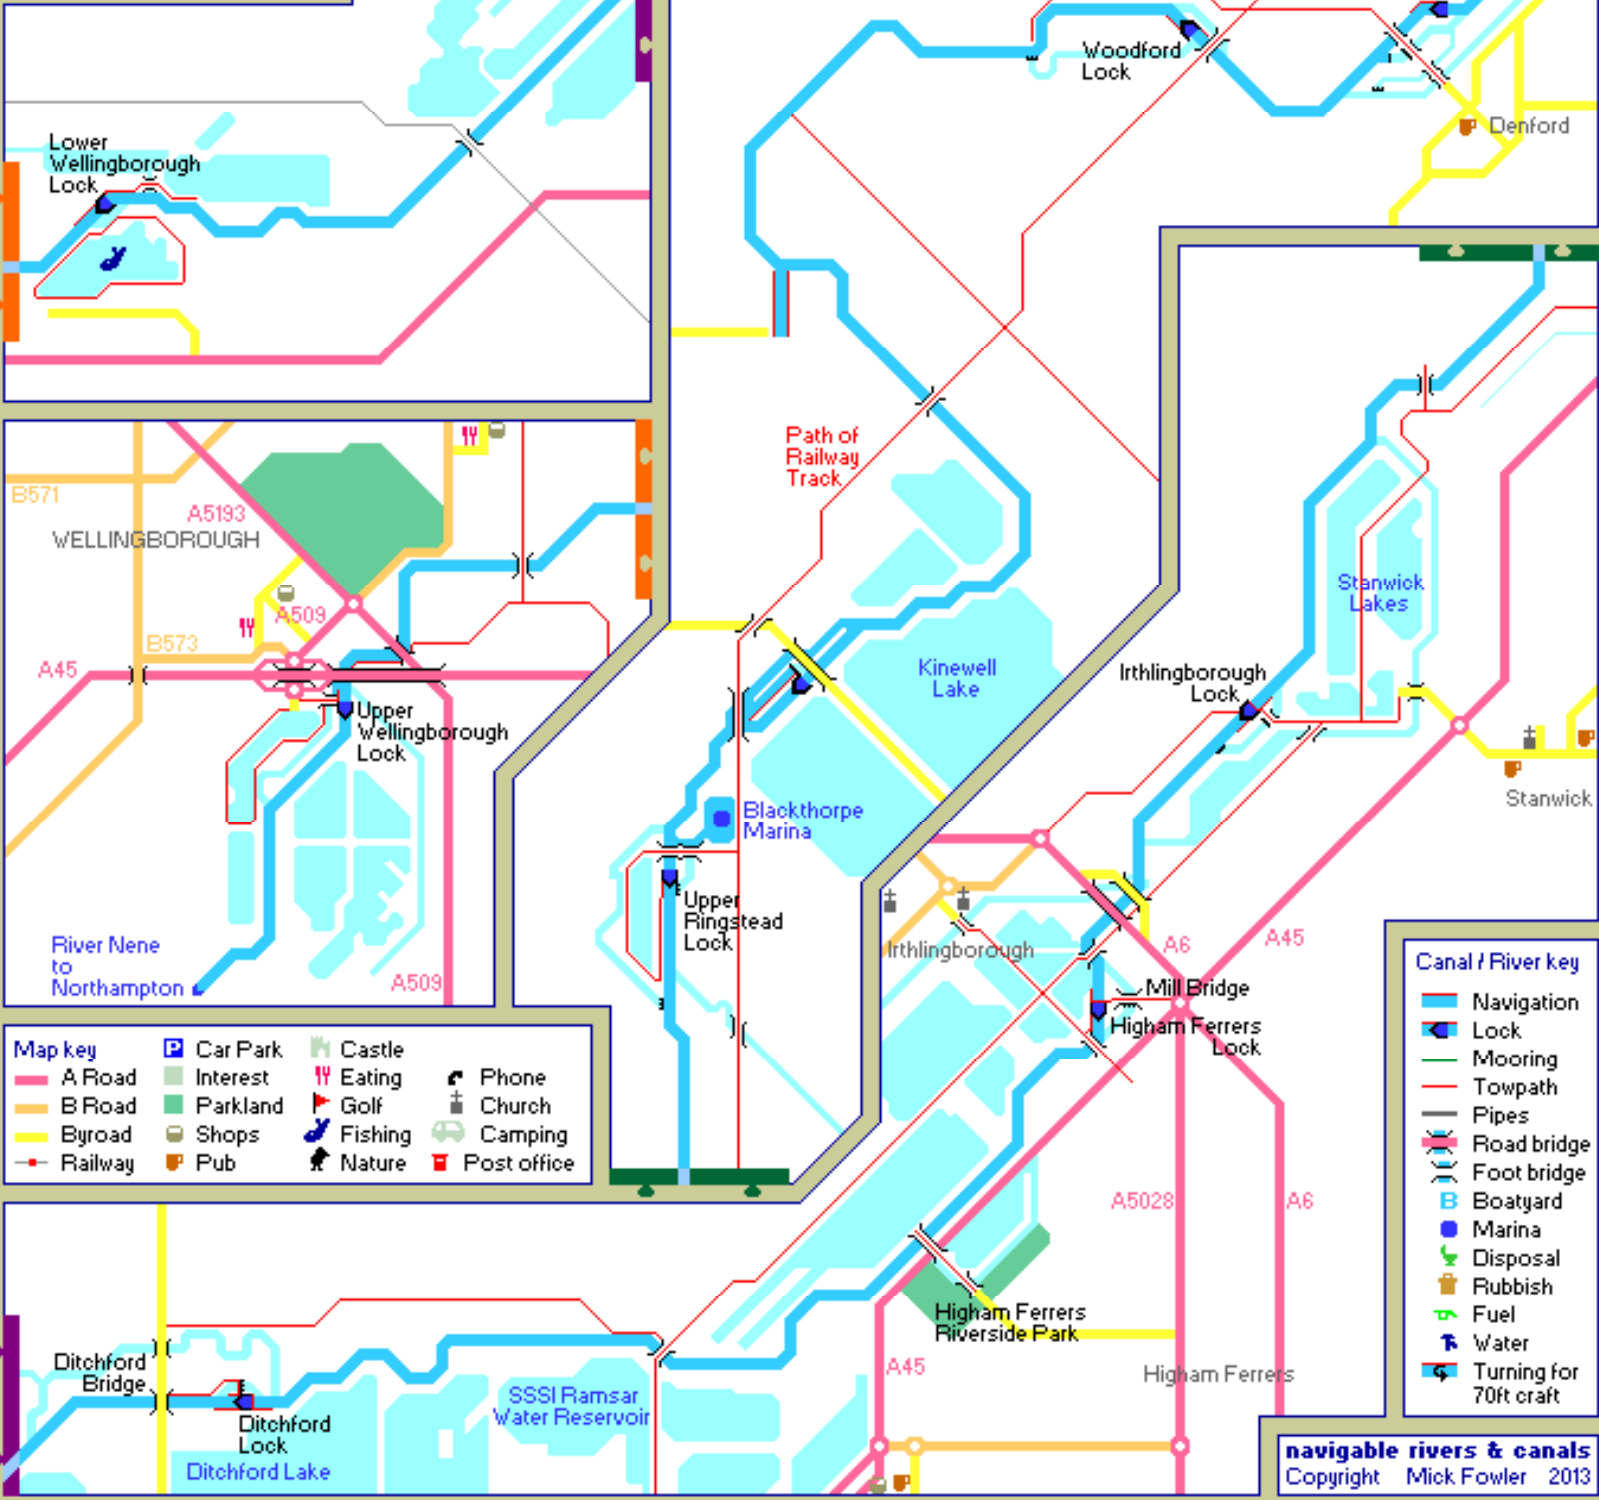 Lower
Wellingborough
Lock
Woodford
Lock
Denford
Path of
Railway
Track
B571
A5193
WELLINGBOROUGH
A509
B573
A45
Upper
Wellingborough
Lock
River Nene
to
Northampton
A509
Kinewell
Lake
Blackthorpe
Marina
Upper
Ringstead
Lock
Stanwick
Lakes
Irthlingborough
Lock
Stanwick
Irthlingborough
A6
A45
Mill Bridge
Higham Ferrers
Lock
A5028
A6
Higham Ferrers
Riverside Park
A45
Higham Ferrers
Ditchford
Bridge
Ditchford
Lock
Ditchford Lake
SSSI Ramsar
Water Reservoir
Map key
A Road
B Road
Byroad
Railway
P Car Park
Interest
Parkland
Shops
Pub
Castle
Eating
Golf
Fishing
Nature
Phone
Church
Camping
Post office
Canal / River key
Navigation
Lock
Mooring
Towpath
Pipes
Road bridge
Foot bridge
B Boatyard
Marina
Disposal
Rubbish
Fuel
Water
Turning for
70ft craft
navigable rivers & canals
Copyright Mick Fowler 2013